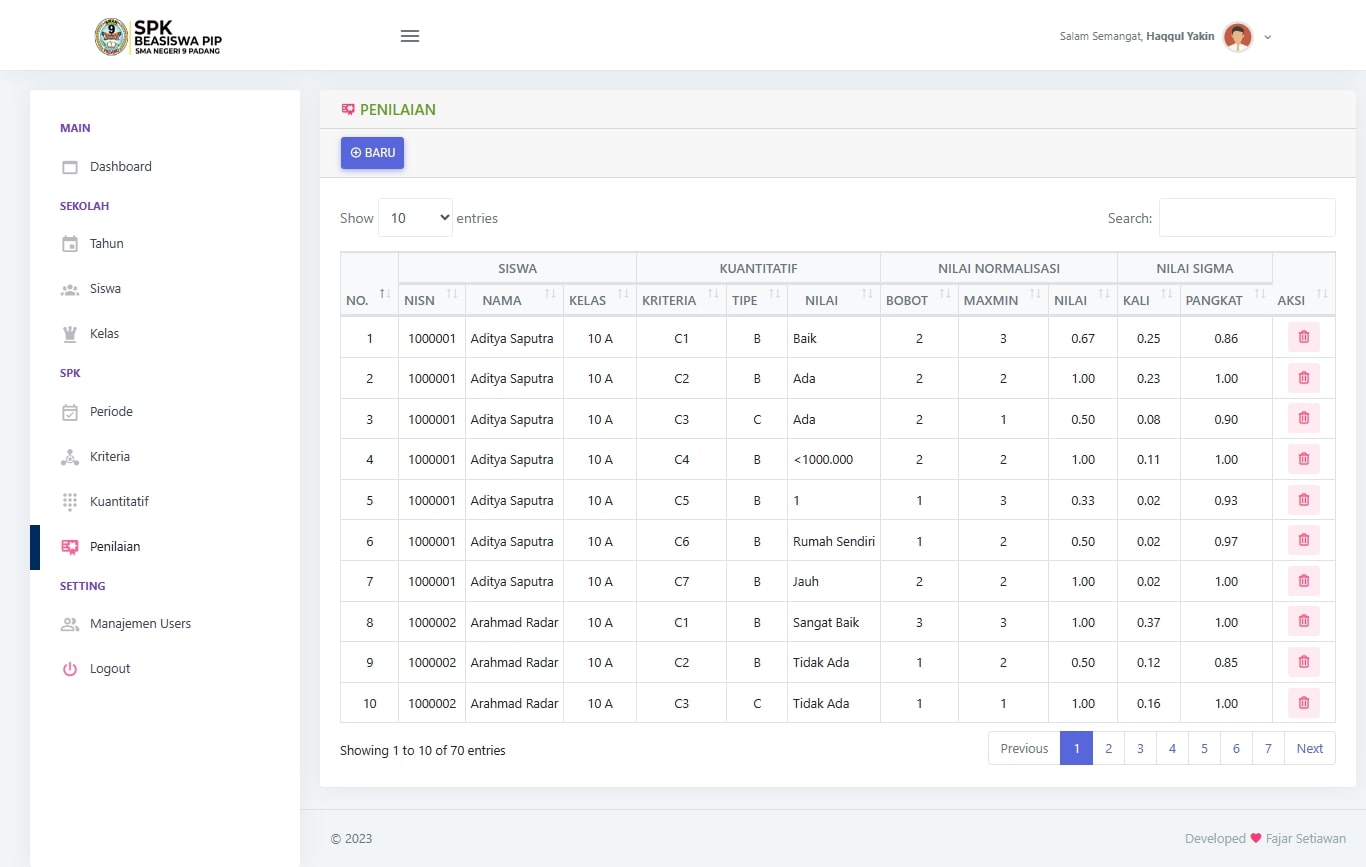 SPK
BEASISWA PIP
SMA NEGERI 9 PADANG
Salam Semangat, Haqqul Yakin
MAIN
Dashboard
SEKOLAH
Tahun
Siswa
Kelas
SPK
Periode
Kriteria
Kuantitatif
Penilaian
SETTING
Manajemen Users
Logout
PENILAIAN
BARU
Show 10 entries
Search:
SISWA KUANTITATIF NILAI NORMALISASI NILAI SIGMA
NO. NISN NAMA KELAS KRITERIA TIPE NILAI BOBOT MAXMIN NILAI KALI PANGKAT AKSI
1 1000001 Aditya Saputra 10 A C1 B Baik 2 3 0.67 0.25 0.86
2 1000001 Aditya Saputra 10 A C2 B Ada 2 2 1.00 0.23 1.00
3 1000001 Aditya Saputra 10 A C3 C Ada 2 1 0.50 0.08 0.90
4 1000001 Aditya Saputra 10 A C4 B <1000.000 2 2 1.00 0.11 1.00
5 1000001 Aditya Saputra 10 A C5 B 1 1 3 0.33 0.02 0.93
6 1000001 Aditya Saputra 10 A C6 B Rumah Sendiri 1 2 0.50 0.02 0.97
7 1000001 Aditya Saputra 10 A C7 B Jauh 2 2 1.00 0.02 1.00
8 1000002 Arahmad Radar 10 A C1 B Sangat Baik 3 3 1.00 0.37 1.00
9 1000002 Arahmad Radar 10 A C2 B Tidak Ada 1 2 0.50 0.12 0.85
10 1000002 Arahmad Radar 10 A C3 C Tidak Ada 1 1 1.00 0.16 1.00
Showing 1 to 10 of 70 entries
Previous 1 2 3 4 5 6 7 Next
© 2023
Developed ♥ Fajar Setiawan